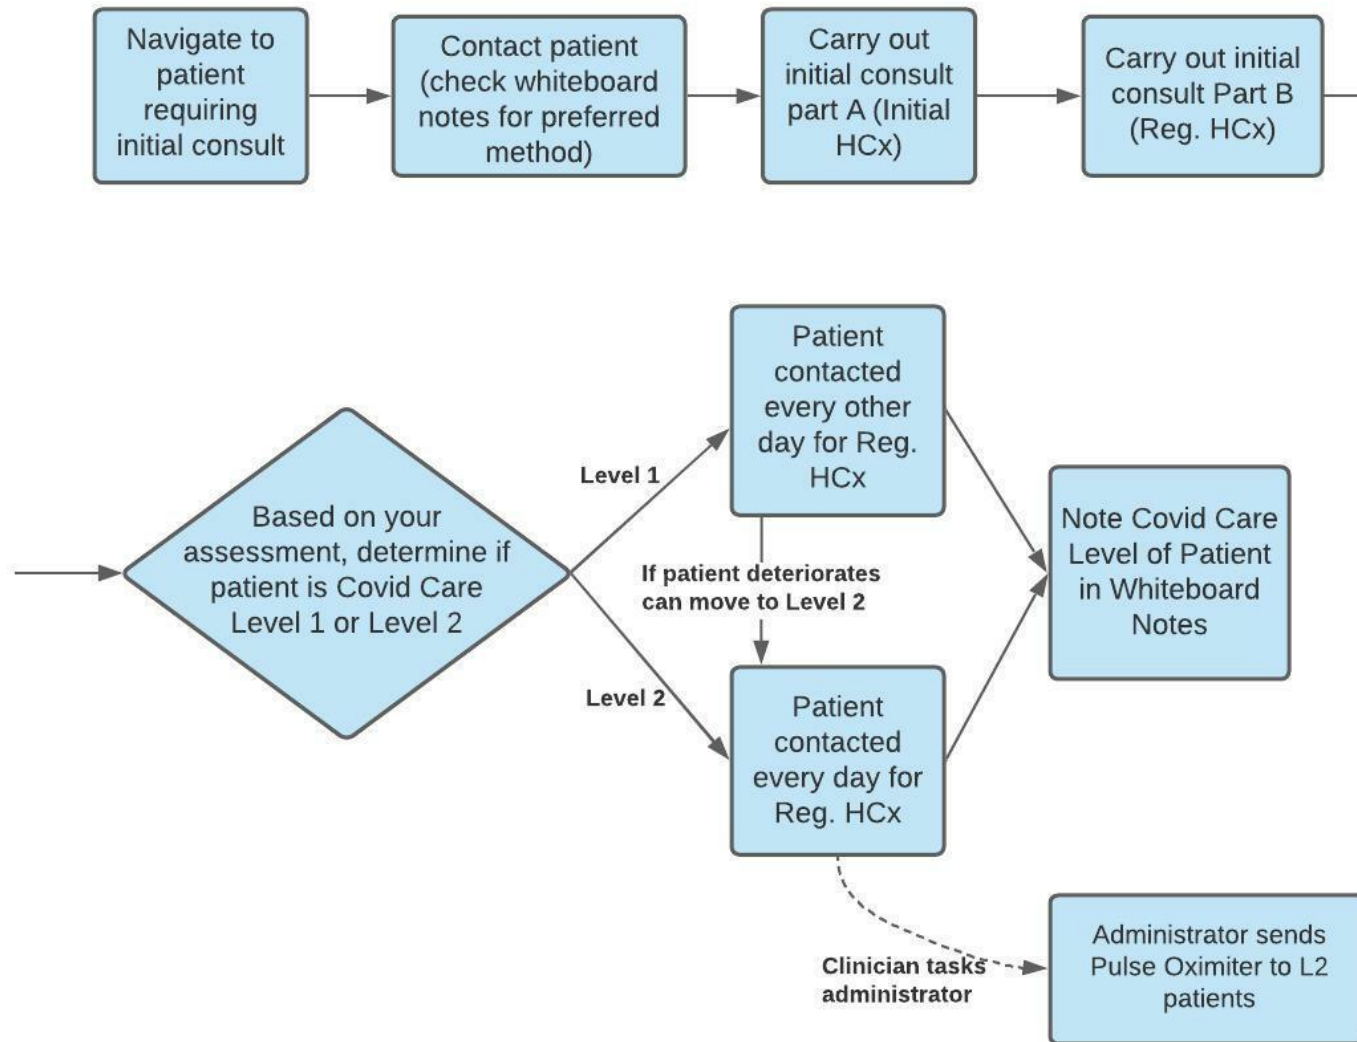 Navigate to
patient
requiring
initial consult
Contact patient
(check whiteboard
notes for preferred
method)
Carry out
initial consult
part A (Initial
HCx)
Carry out initial
consult Part B
(Reg. HCx)
Based on your
assessment, determine if
patient is Covid Care
Level 1 or Level 2
Level 1
Level 2
Patient
contacted
every other
day for Reg.
HCx
If patient deteriorates
can move to Level 2
Patient
contacted
every day for
Reg. HCx
Note Covid Care
Level of Patient
in Whiteboard
Notes
Clinician tasks
administrator
Administrator sends
Pulse Oximiter to L2
patients